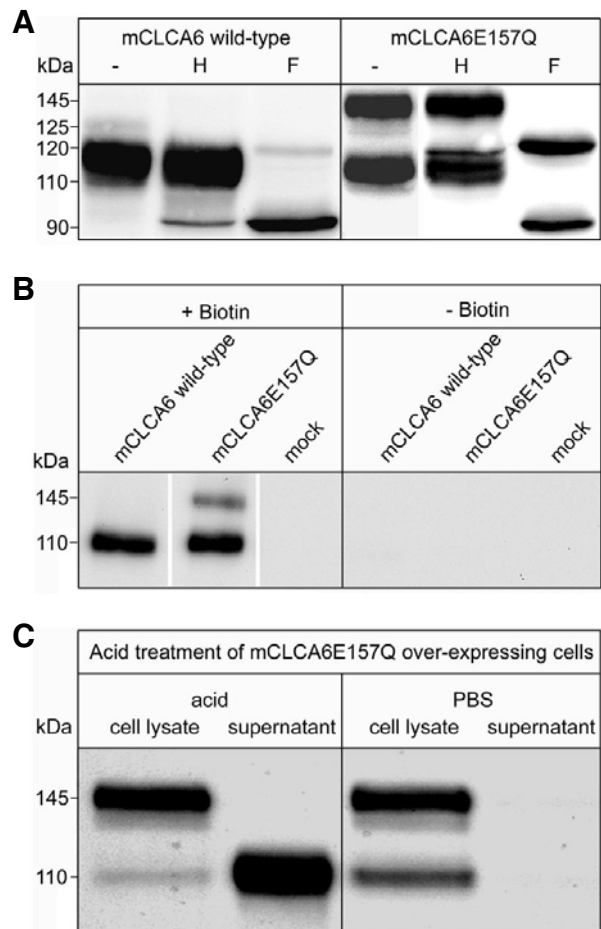 A
mCLCA6 wild-type mCLCA6E157Q
kDa - H F - H F
145-
125-
120-
110-
90-
B
+ Biotin - Biotin
mCLCA6 wild-type mCLCA6E157Q mock mCLCA6 wild-type mCLCA6E157Q mock
kDa
145-
110-
C
Acid treatment of mCLCA6E157Q over-expressing cells
acid PBS
kDa cell lysate supernatant cell lysate supernatant
145-
110-